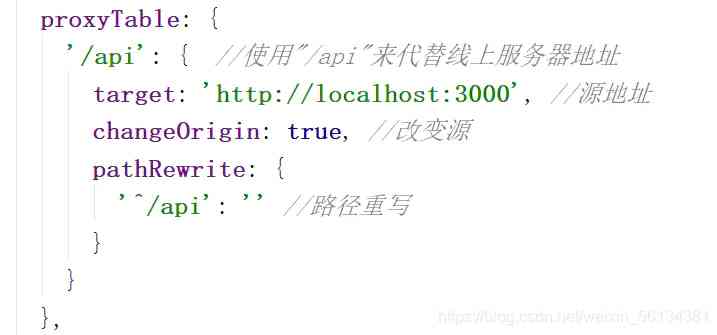 proxyTable: {
'/api': { //使用"/api"来代替线上服务器地址
target: 'http://localhost:3000', //源地址
changeOrigin: true, //改变源
pathRewrite: {
'^/api': '' //路径重写
}
}
},
https://blog.csdn.net/weixin_56134381